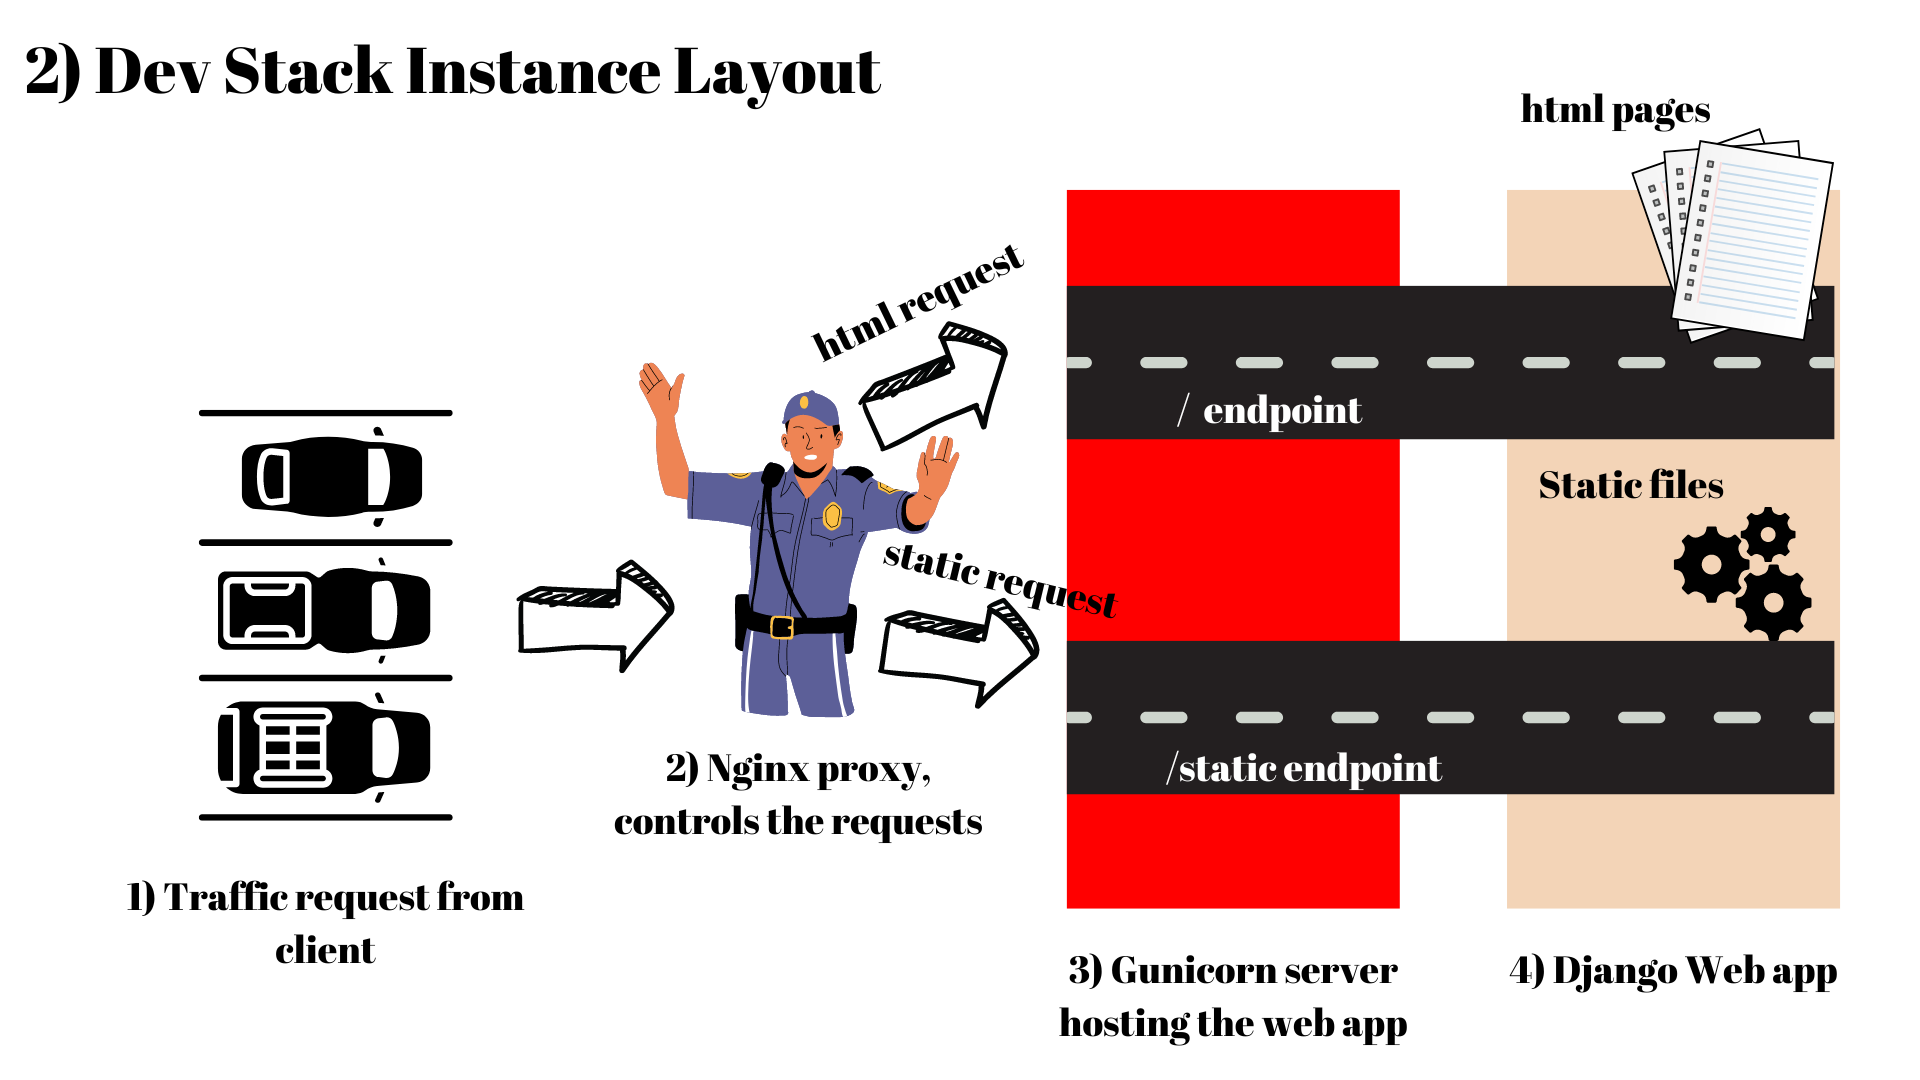 2) Dev Stack Instance Layout
html pages
html request
/ endpoint
Static files
static request
/static endpoint
2) Nginx proxy,
controls the requests
1) Traffic request from
client
3) Gunicorn server
hosting the web app
4) Django Web app